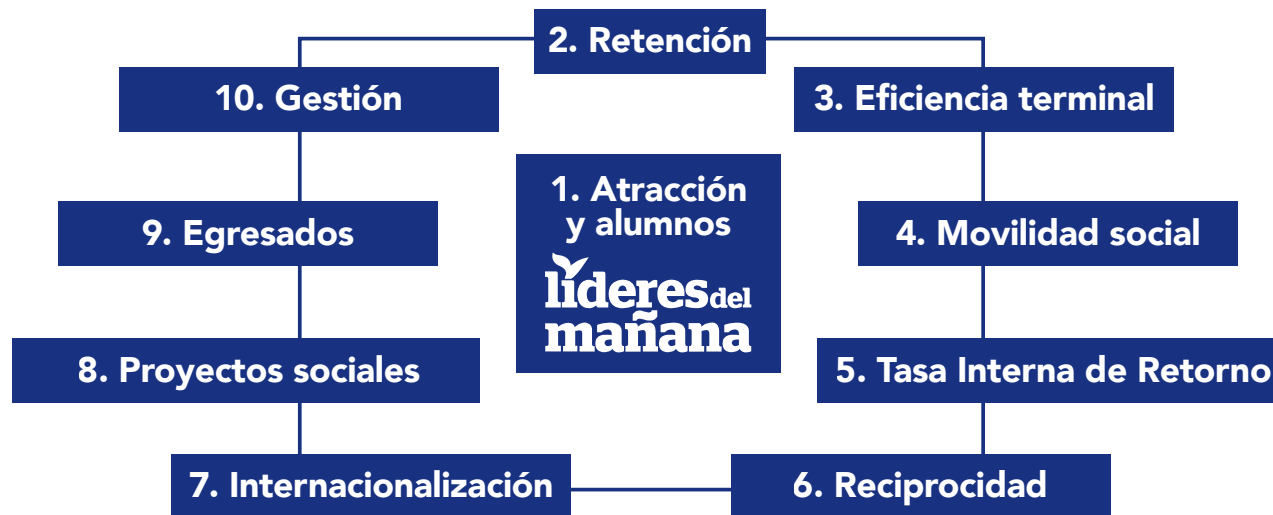 2. Retención
10. Gestión
3. Eficiencia terminal
1. Atracción
y alumnos
líderes del
mañana
9. Egresados
4. Movilidad social
8. Proyectos sociales
5. Tasa Interna de Retorno
7. Internacionalización
6. Reciprocidad